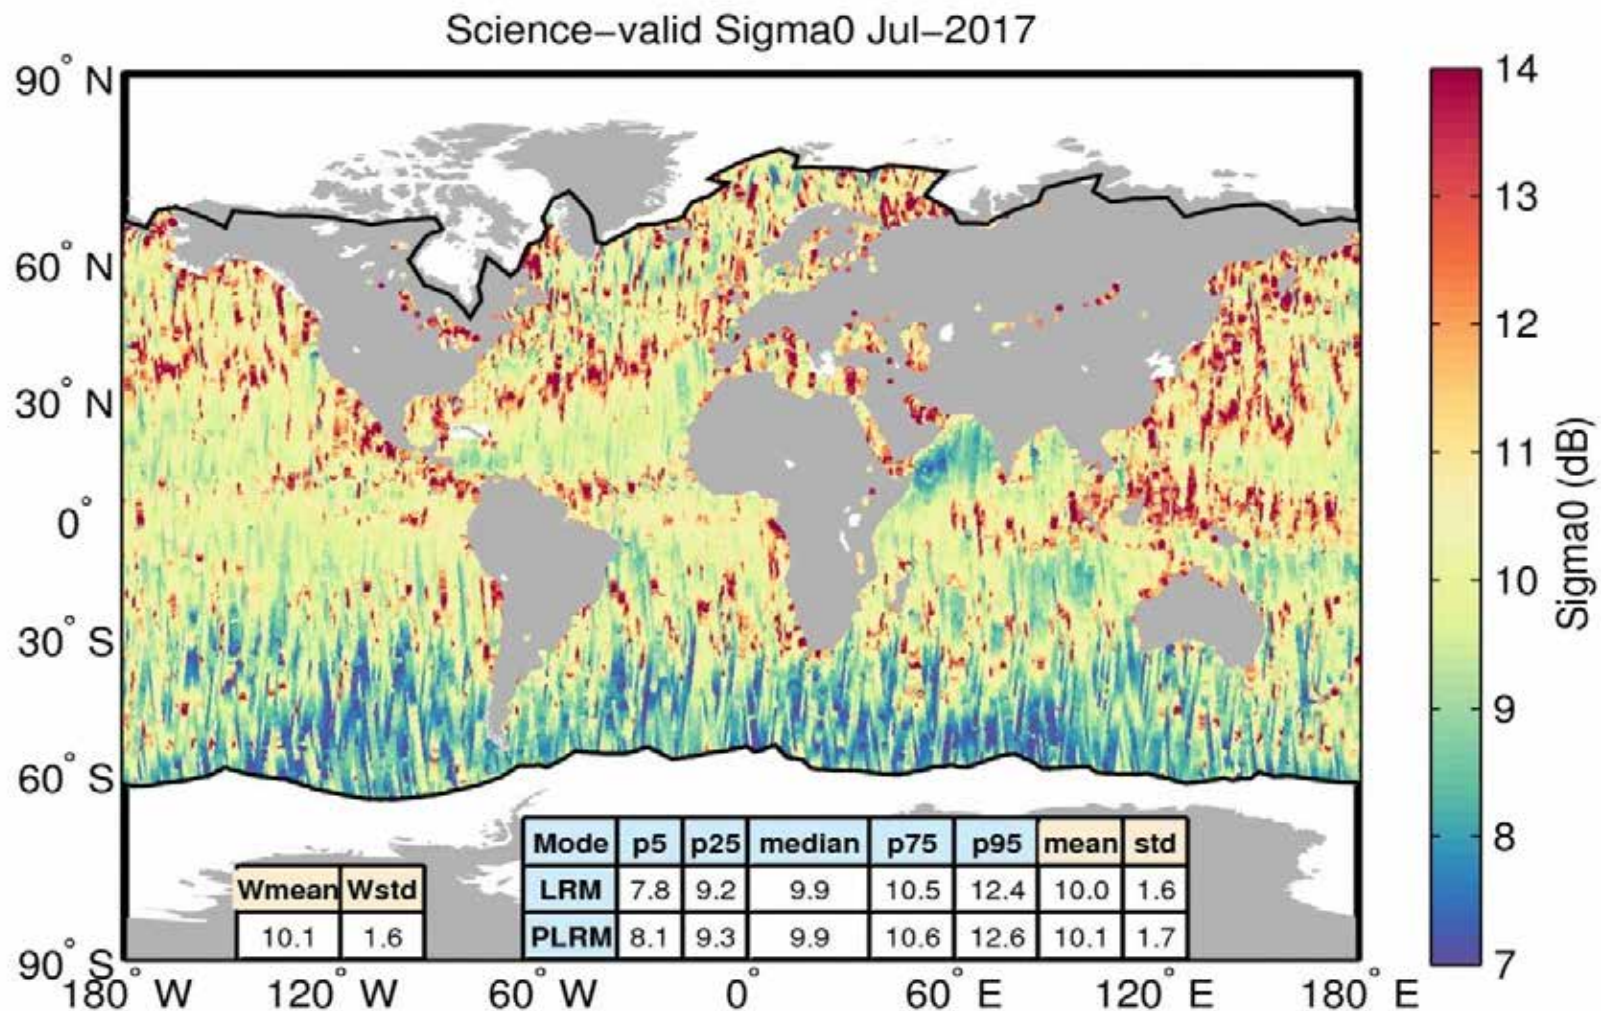 Science–valid Sigma0 Jul–2017
90° N
60° N
30° N
0°
30° S
60° S
90° S
180° W
120° W
60° W
0°
60° E
120° E
180° E
14
13
12
11
10
9
8
7
Sigma0 (dB)
Wmean Wstd
10.1 1.6
Mode p5 p25 median p75 p95 mean std
LRM 7.8 9.2 9.9 10.5 12.4 10.0 1.6
PLRM 8.1 9.3 9.9 10.6 12.6 10.1 1.7